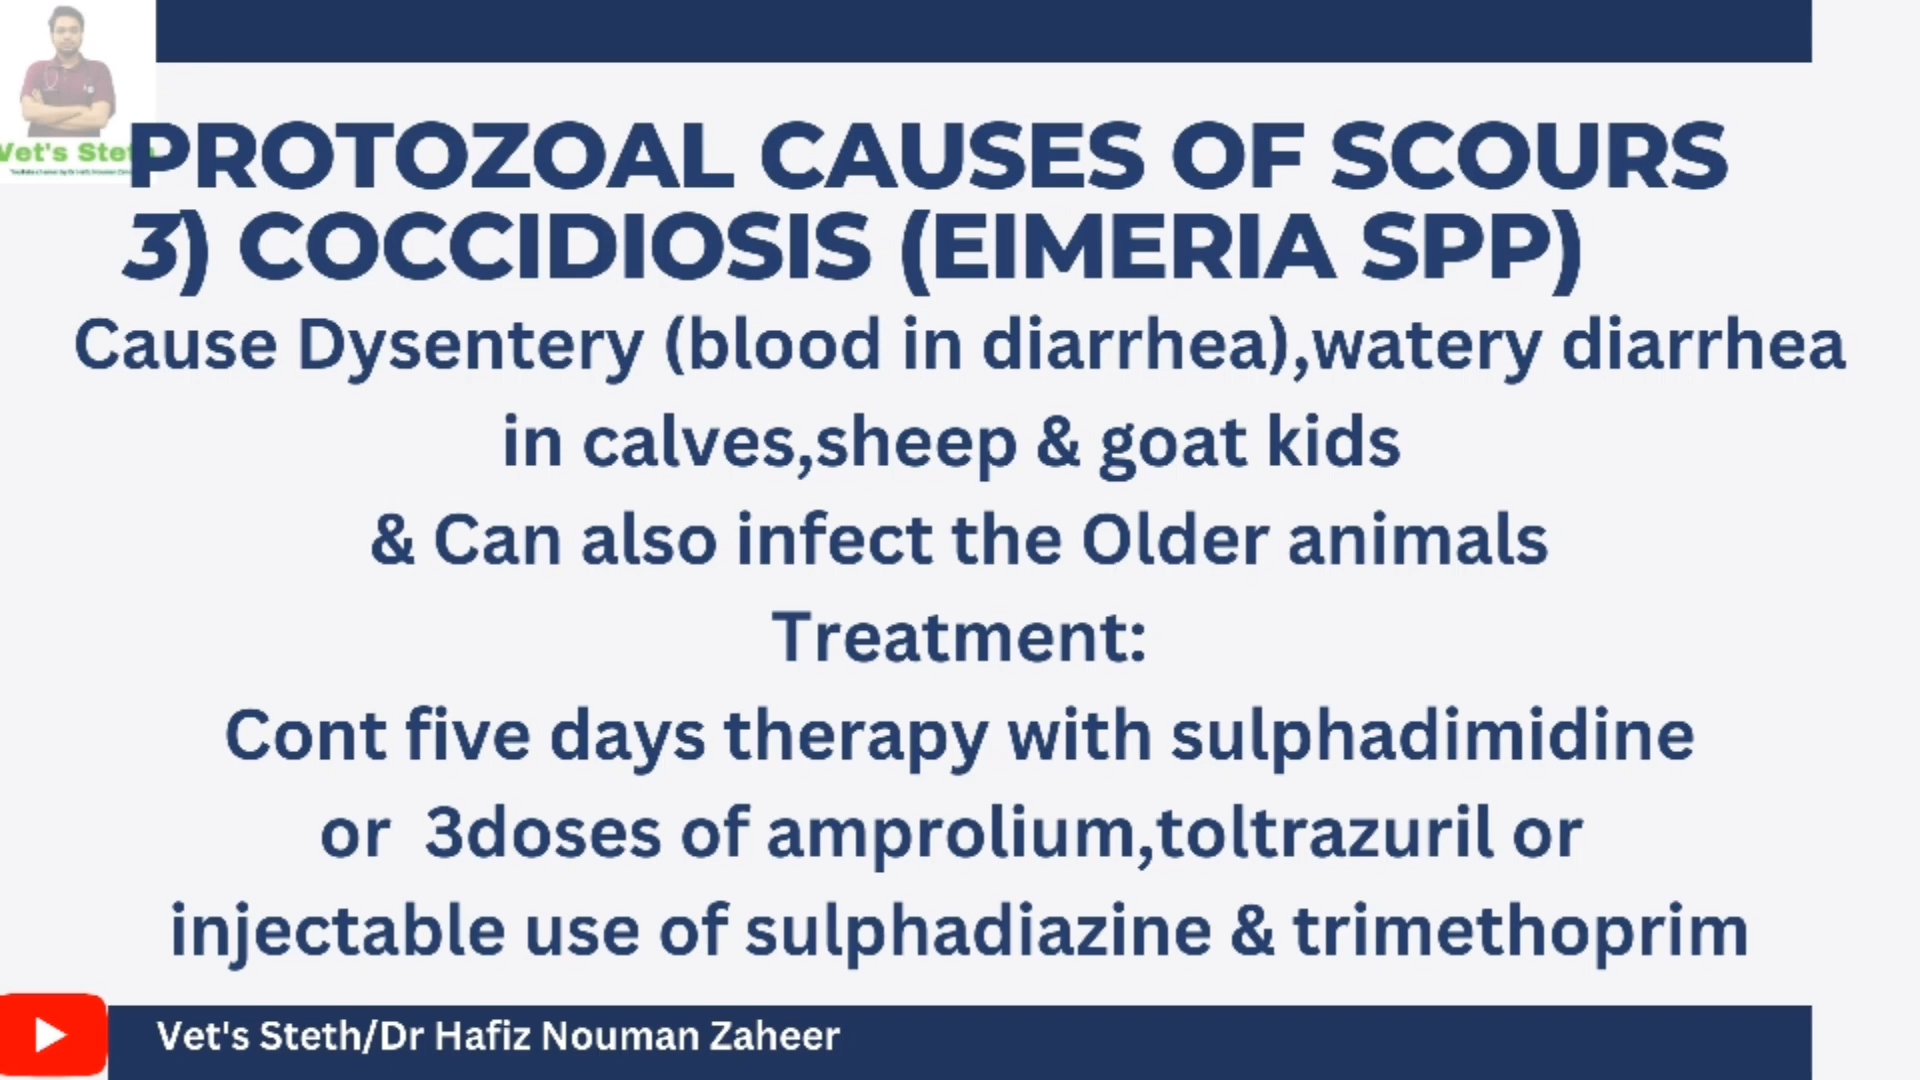 Vet's Stet
PROTOZOAL CAUSES OF SCOURS
3) COCCIDIOSIS (EIMERIA SPP)
Cause Dysentery (blood in diarrhea),watery diarrhea
in calves,sheep & goat kids
& Can also infect the Older animals
Treatment:
Cont five days therapy with sulphadimidine
or 3doses of amprolium,toltrazuril or
injectable use of sulphadiazine & trimethoprim
Vet's Steth/Dr Hafiz Nouman Zaheer